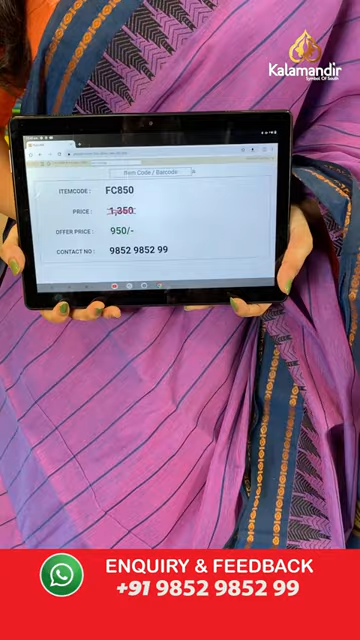 Kalamandir
Symbol Of South
Item Code / Barcode
ITEMCODE : FC850
PRICE : 1,350
OFFER PRICE : 950/-
CONTACT NO : 9852 9852 99
ENQUIRY & FEEDBACK
+91 9852 9852 99